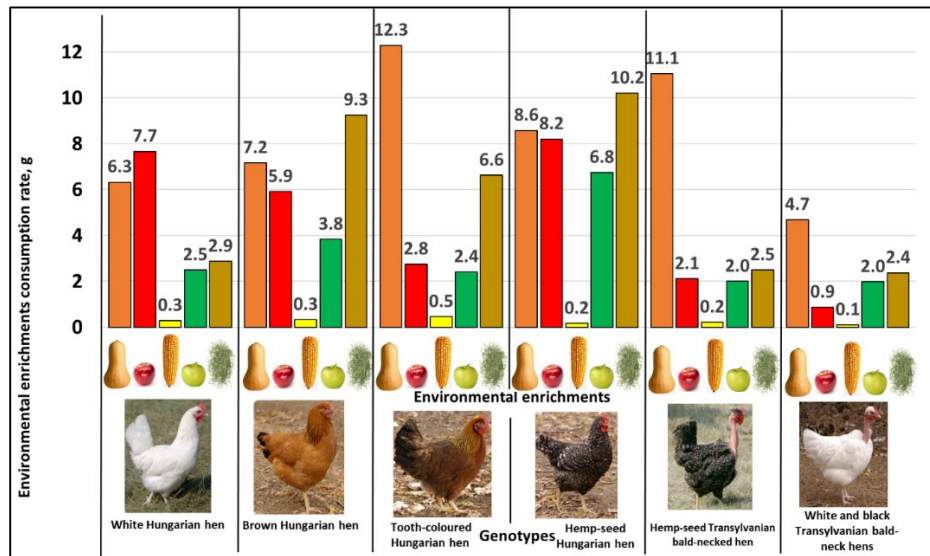 Environmental enrichments consumption rate, g
12
10
8
6
4
2
0
6.3
7.7
0.3
2.5
2.9
7.2
5.9
0.3
3.8
9.3
12.3
2.8
0.5
2.4
6.6
8.6
8.2
0.2
6.8
10.2
11.1
2.1
0.2
2.0
2.5
4.7
0.9
0.1
2.0
2.4
Environmental enrichments
White Hungarian hen
Brown Hungarian hen
Tooth-coloured
Hungarian hen
Hemp-seed
Hungarian hen
Hemp-seed Transylvanian
bald-necked hen
White and black
Transylvanian bald-
neck hens
Genotypes